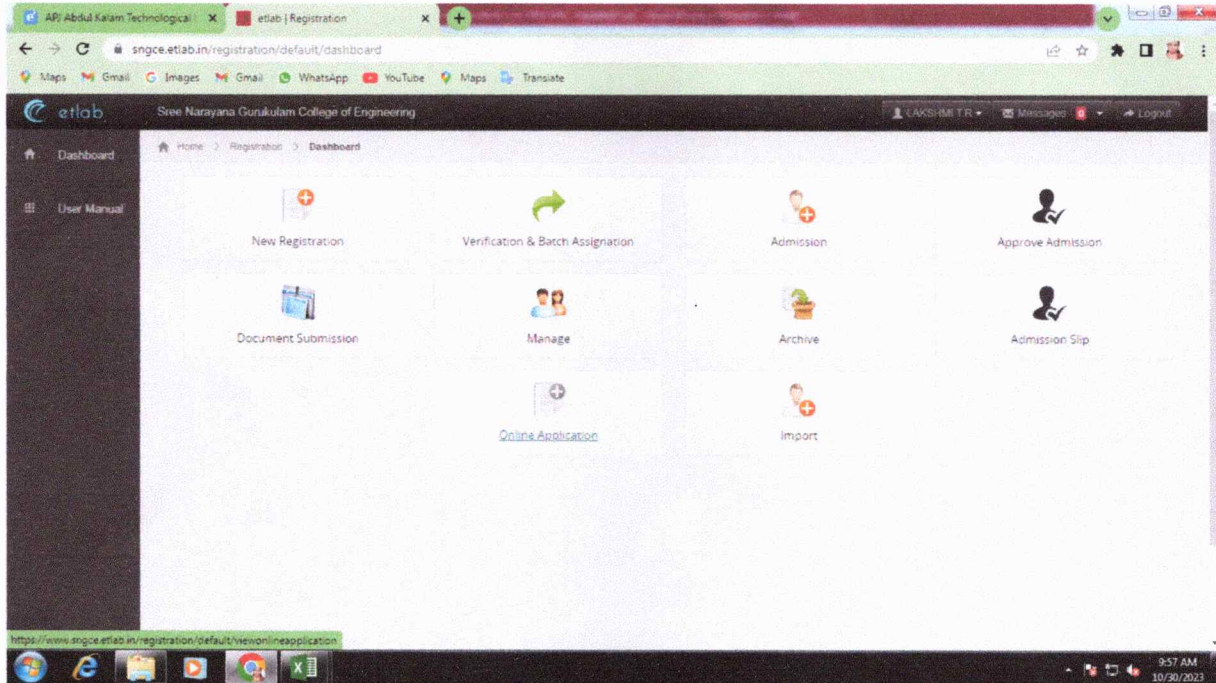 APJ Abdul Kalam Technological
etlab | Registration
sngce.etlab.in/registration/default/dashboard
Maps Gmail Images Gmail WhatsApp YouTube Maps Translate
etlab Sree Narayana Gurukulam College of Engineering LAKSHMI T R Messages 0 Logout
Dashboard
User Manual
Home > Registration > Dashboard
New Registration Verification & Batch Assignation Admission Approve Admission
Document Submission Manage Archive Admission Slip
Online Application Import
https://www.sngce.etlab.in/registration/default/viewonlineapplication
9:57 AM
10/30/2023